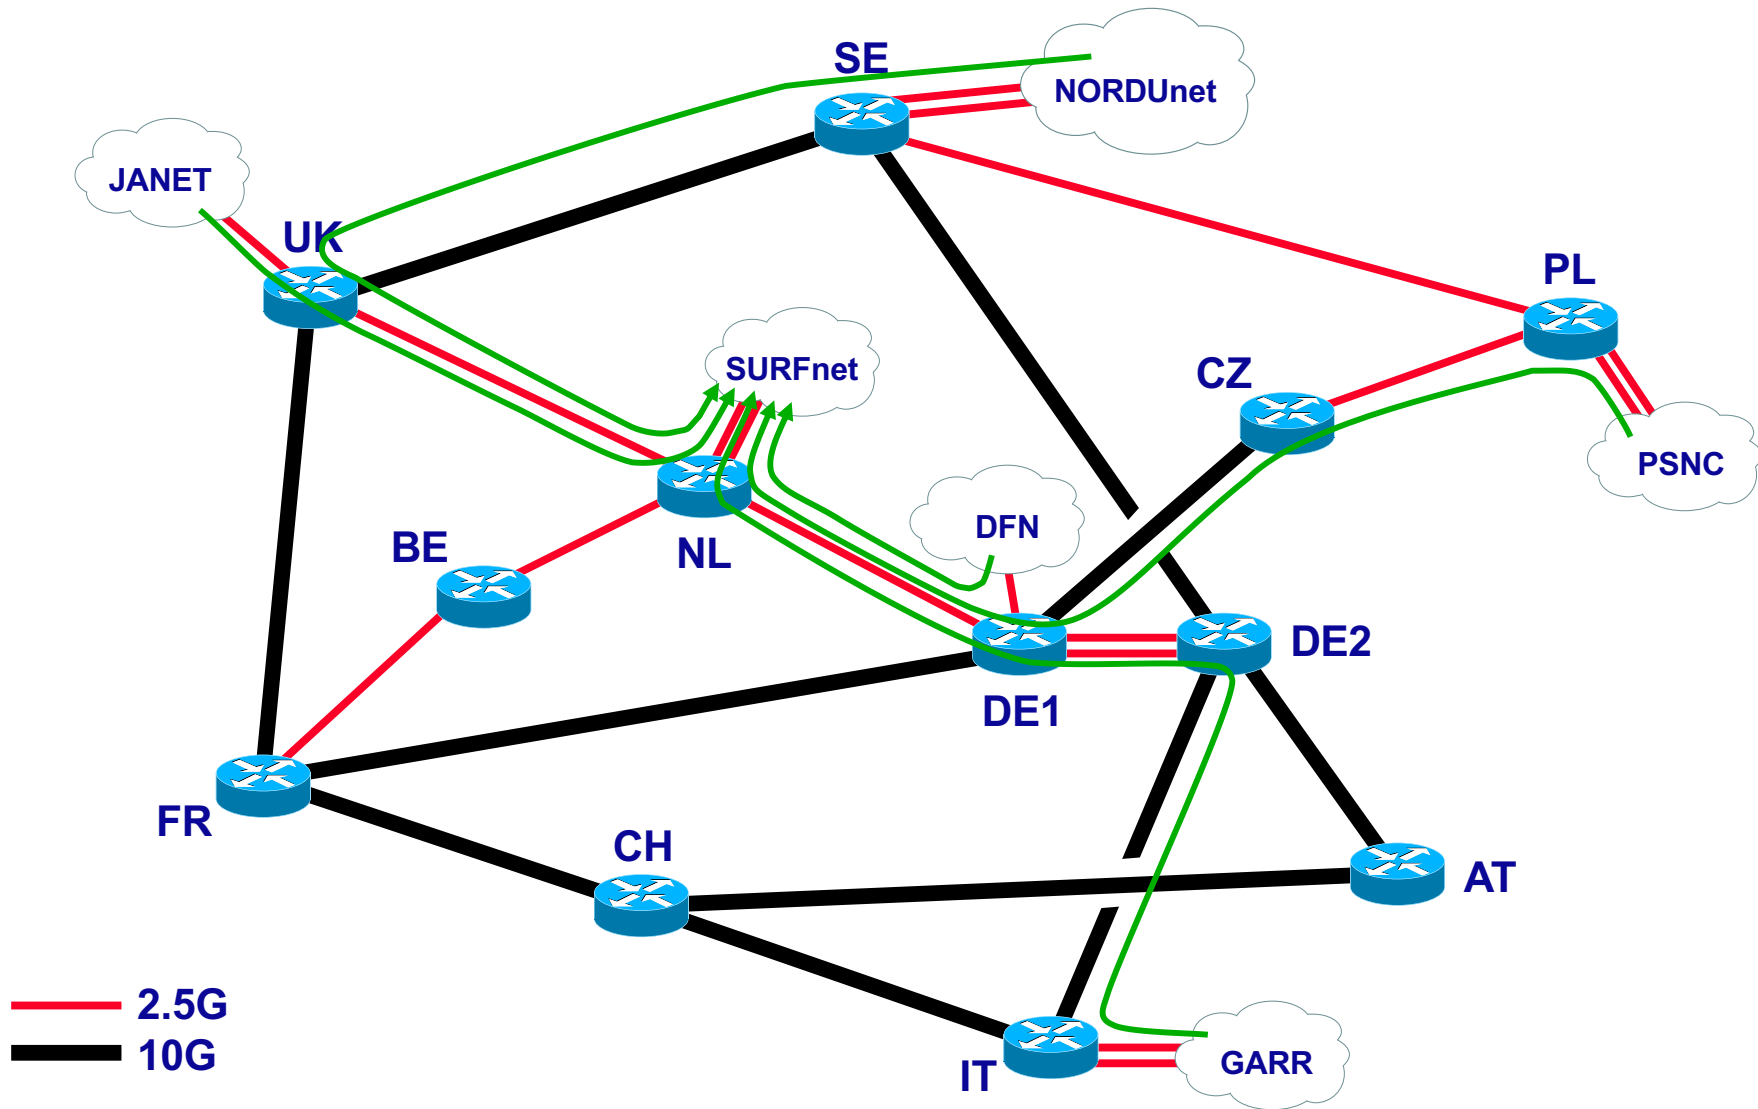 SE
NORDUnet
JANET
UK
PL
SURFnet
CZ
PSNC
DFN
BE
NL
DE2
DE1
FR
CH
AT
2.5G
10G
IT
GARR